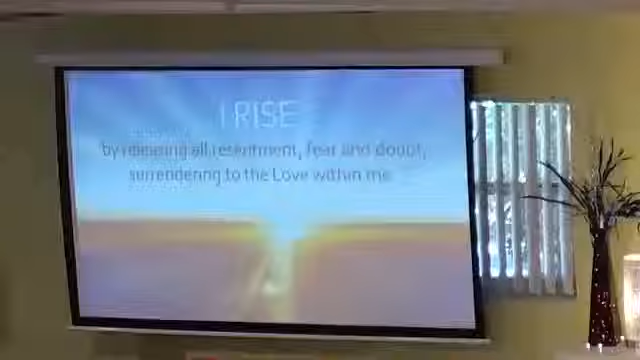 I RISE
by releasing all resentment, fear and doubt,
surrendering to the Love within me.